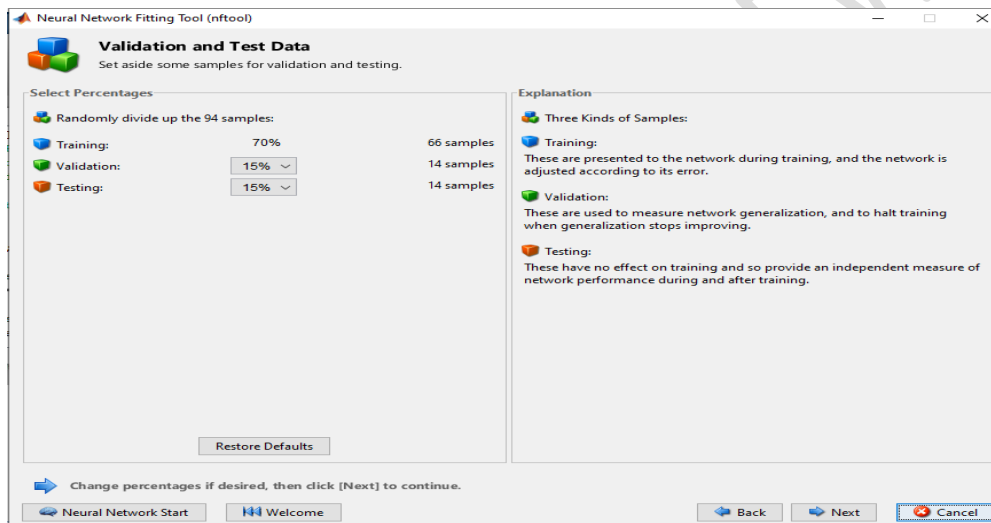 Neural Network Fitting Tool (nftool)
Validation and Test Data
Set aside some samples for validation and testing.
Select Percentages
Randomly divide up the 94 samples:
Training: 70% 66 samples
Validation: 15% 14 samples
Testing: 15% 14 samples
Restore Defaults
Explanation
Three Kinds of Samples:
Training:
These are presented to the network during training, and the network is
adjusted according to its error.
Validation:
These are used to measure network generalization, and to halt training
when generalization stops improving.
Testing:
These have no effect on training and so provide an independent measure of
network performance during and after training.
Change percentages if desired, then click [Next] to continue.
Neural Network Start Welcome Back Next Cancel